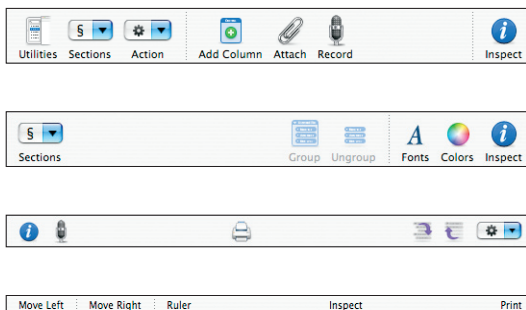 §
Utilities Sections Action Add Column Attach Record Inspect
§
Sections Group Ungroup Fonts Colors Inspect
Move Left Move Right Ruler Inspect Print